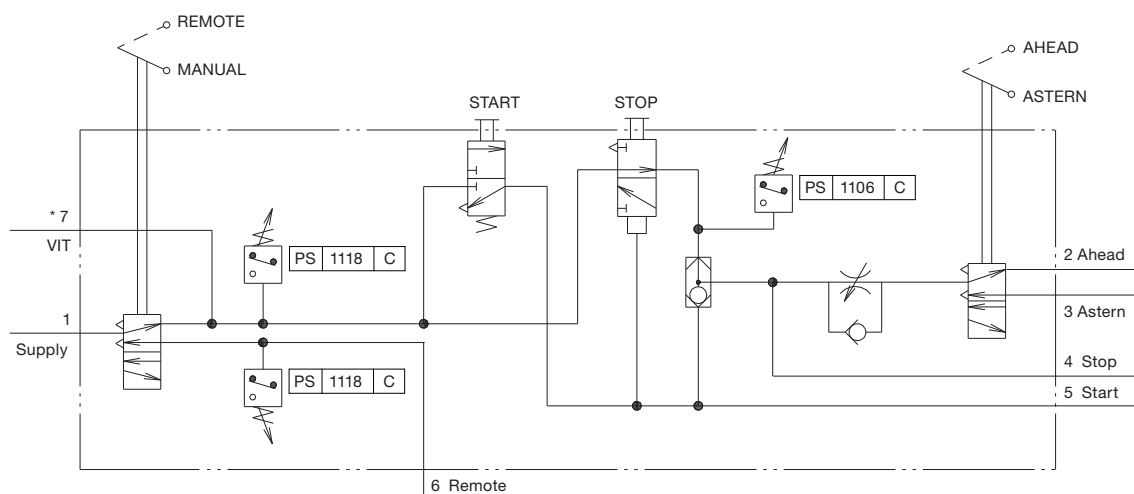 REMOTE
MANUAL
AHEAD
ASTERN
START
STOP
PS 1106 C
* 7
VIT
PS 1118 C
2 Ahead
3 Astern
1
Supply
PS 1118 C
4 Stop
5 Start
6 Remote